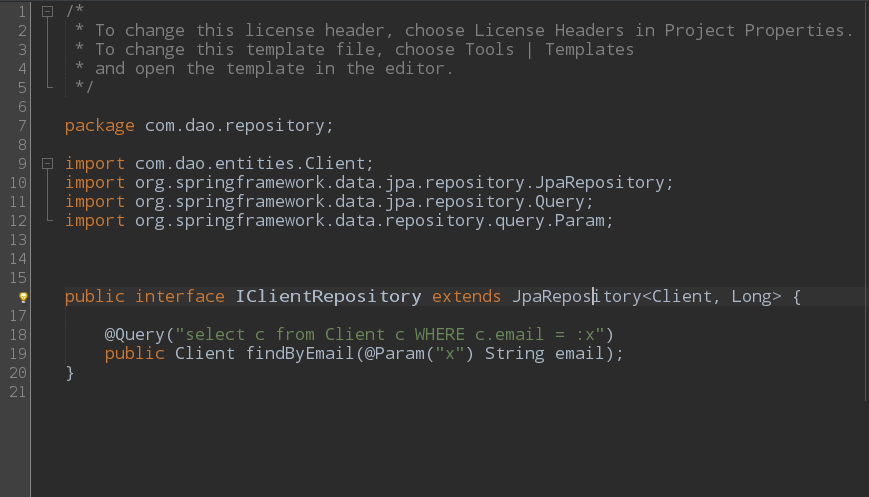 1 /*
2  * To change this license header, choose License Headers in Project Properties.
3  * To change this template file, choose Tools | Templates
4  * and open the template in the editor.
5  */
6
7 package com.dao.repository;
8
9 import com.dao.entities.Client;
10 import org.springframework.data.jpa.repository.JpaRepository;
11 import org.springframework.data.jpa.repository.Query;
12 import org.springframework.data.repository.query.Param;
13
14
15
public interface IClientRepository extends JpaRepository<Client, Long> {
17
18     @Query("select c from Client c WHERE c.email = :x")
19     public Client findByEmail(@Param("x") String email);
20 }
21